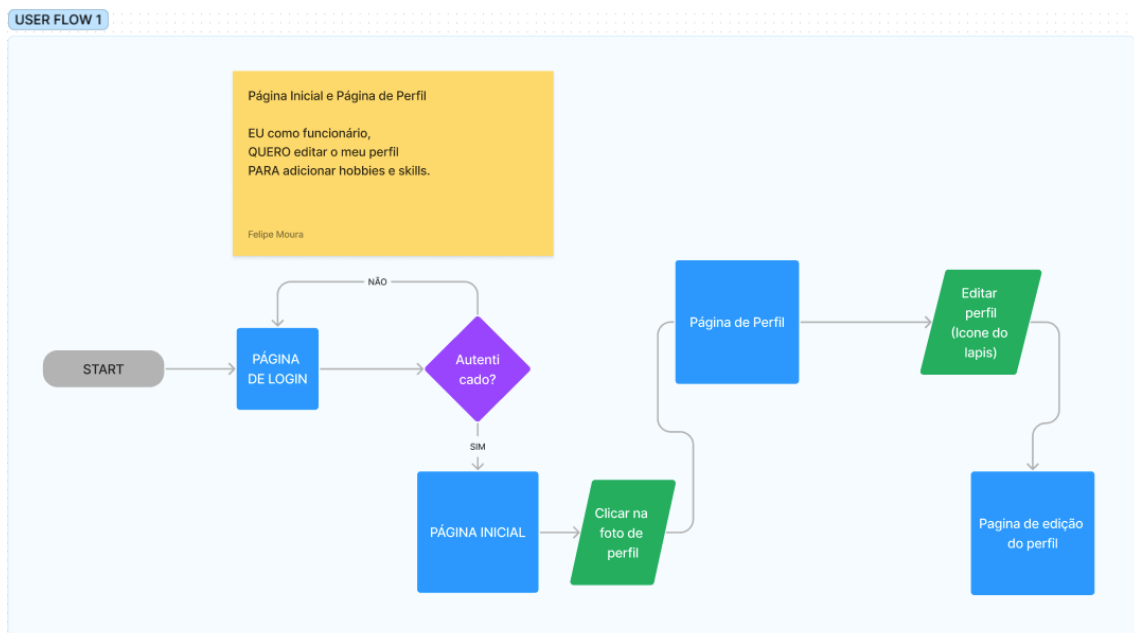 USER FLOW 1
Página Inicial e Página de Perfil
EU como funcionário,
QUERO editar o meu perfil
PARA adicionar hobbies e skills.
Felipe Moura
NÃO
START
PÁGINA
DE LOGIN
Autenti
cado?
SIM
PÁGINA INICIAL
Clicar na
foto de
perfil
Página de Perfil
Editar
perfil
(Icone do
lapis)
Pagina de edição
do perfil